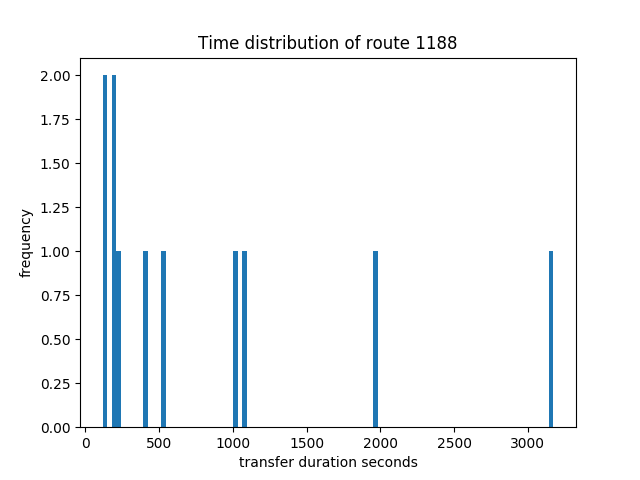 Time distribution of route 1188
2.00
1.75
1.50
1.25
1.00
0.75
0.50
0.25
0.00
frequency
0 500 1000 1500 2000 2500 3000
transfer duration seconds